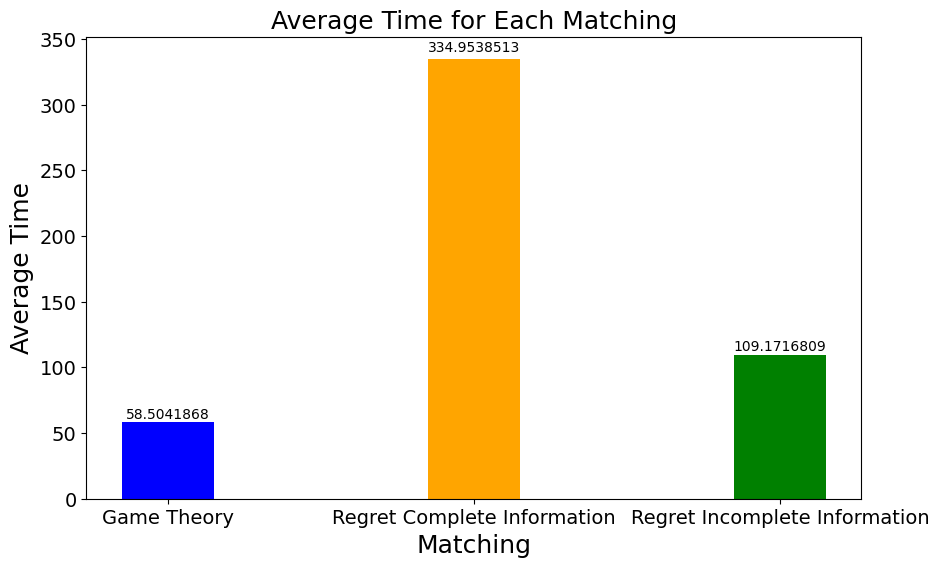 Average Time for Each Matching
350
300
250
200
150
100
50
0
Average Time
334.9538513
109.1716809
58.5041868
Game Theory
Regret Complete Information
Regret Incomplete Information
Matching